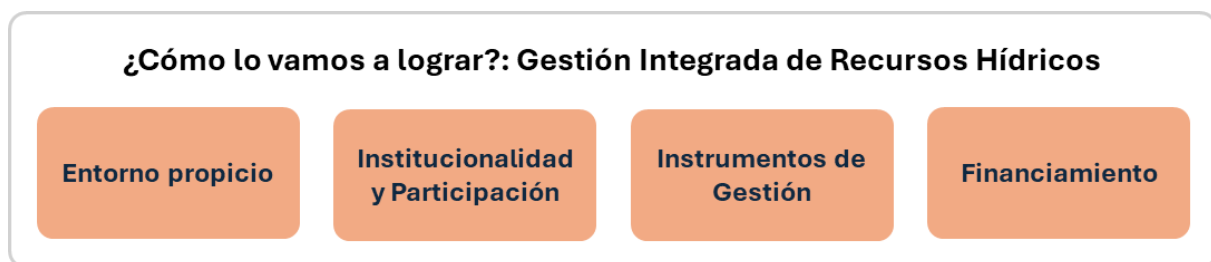 ¿Cómo lo vamos a lograr?: Gestión Integrada de Recursos Hídricos
Entorno propicio
Institucionalidad
y Participación
Instrumentos de
Gestión
Financiamiento